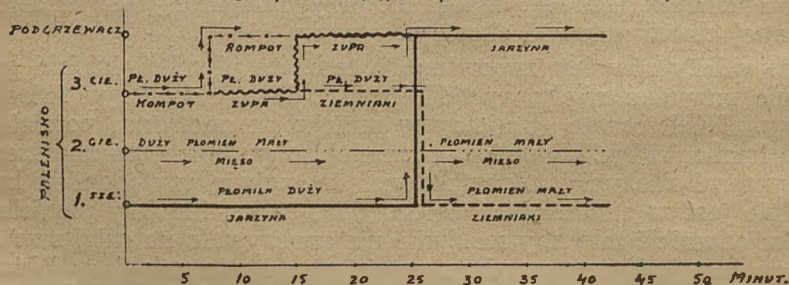 PODGRZEWACZ
KOMPOT ZUPA JARZYNA
3. CIE. PŁ. DUŻY PŁ. DUŻY PŁ. DUŻY
KOMPOT ZUPA ZIEMNIAKI
PALENISKO
2. CIE. DUŻY PŁOMIEŃ MAŁY PŁOMIEŃ MAŁY
MIĘSO MIĘSO
1. SZE. PŁOMIEŃ DUŻY PŁOMIEŃ MAŁY
JARZYNA ZIEMNIAKI
5 10 15 20 25 30 35 40 45 50 MINUT.